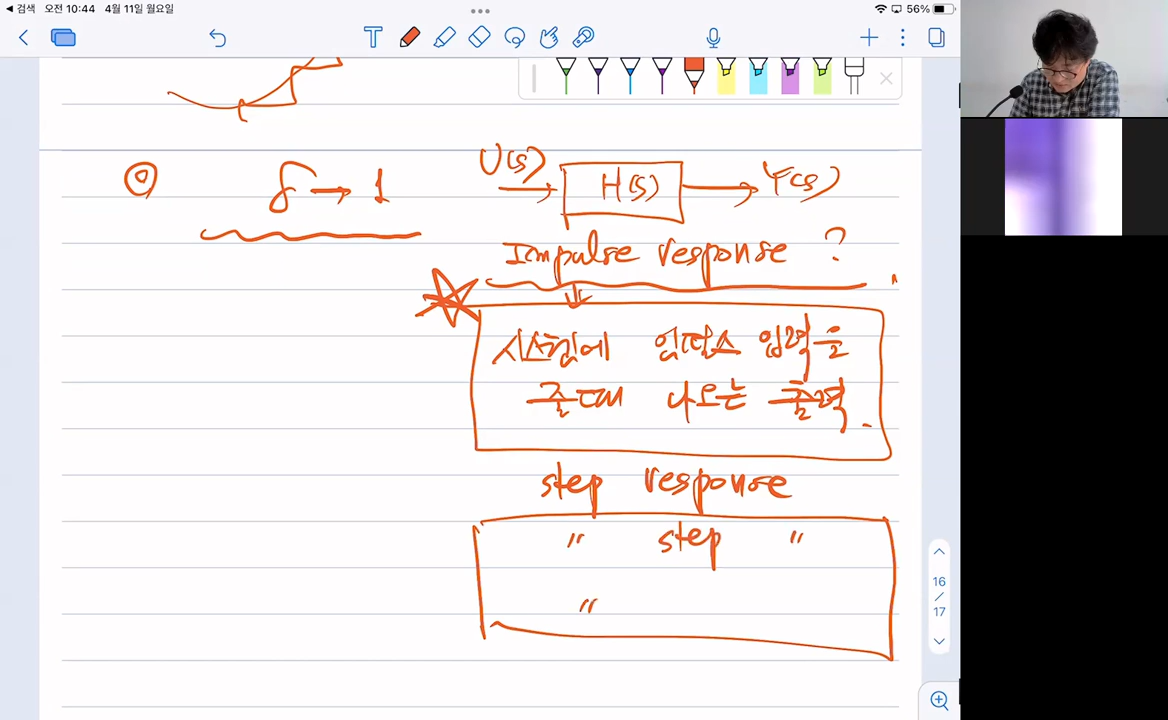 검색 오전 10:44 4월 11일 월요일
56%
T
δ → 1
U(s) H(s) Y(s)
Impulse response ?
시스템에 임펄스 입력을
줄때 나오는 출력.
step response
〃 step 〃
〃
16
/
17